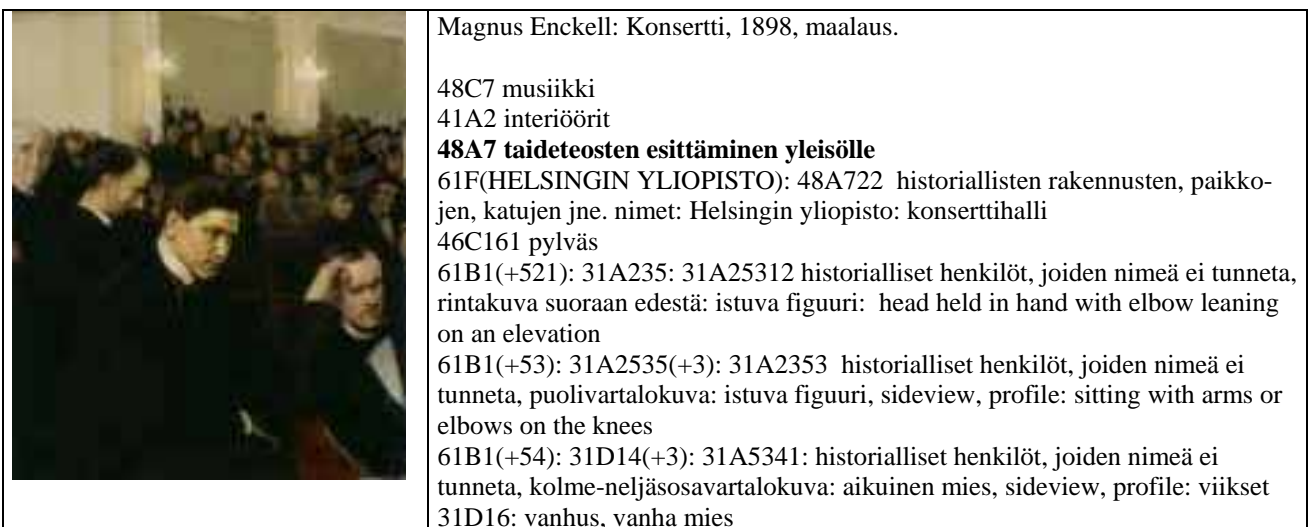 Magnus Enckell: Konsertti, 1898, maalaus.
48C7 musiikki
41A2 interiöörit
48A7 taideteosten esittäminen yleisölle
61F(HELSINGIN YLIOPISTO): 48A722  historiallisten rakennusten, paikko-
jen, katujen jne. nimet: Helsingin yliopisto: konserttihalli
46C161 pylväs
61B1(+521): 31A235: 31A25312 historialliset henkilöt, joiden nimeä ei tunneta,
rintakuva suoraan edestä: istuva figuuri:  head held in hand with elbow leaning
on an elevation
61B1(+53): 31A2535(+3): 31A2353  historialliset henkilöt, joiden nimeä ei
tunneta, puolivartalokuva: istuva figuuri, sideview, profile: sitting with arms or
elbows on the knees
61B1(+54): 31D14(+3): 31A5341: historialliset henkilöt, joiden nimeä ei
tunneta, kolme-neljäsosavartalokuva: aikuinen mies, sideview, profile: viikset
31D16: vanhus, vanha mies